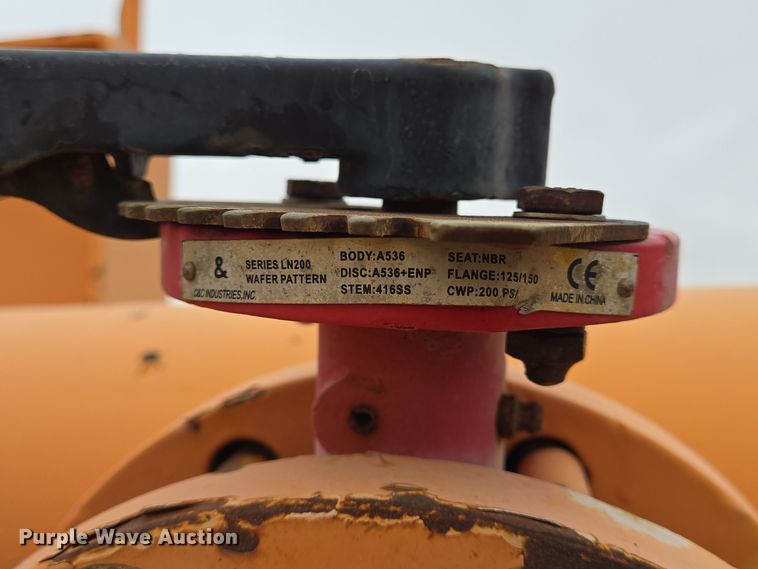 &
C&C INDUSTRIES,INC.
SERIES LN200
WAFER PATTERN
BODY:A536
DISC:A536+ENP
STEM:416SS
SEAT:NBR
FLANGE:125/150
CWP:200 PSI
CE
MADE IN CHINA
Purple Wave Auction